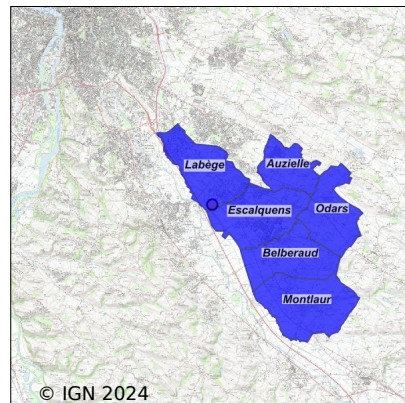 Auzielle
Labège
Escalquens
Odars
Belberaud
Montlaur
© IGN 2024